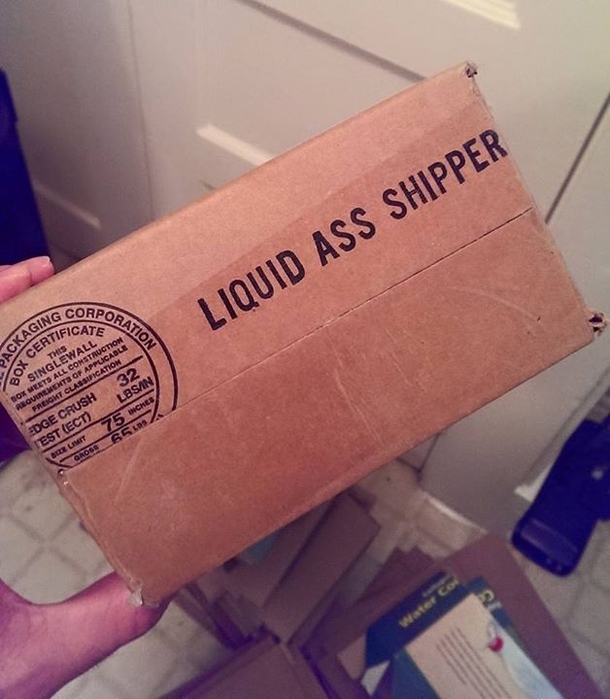 LIQUID ASS SHIPPER
PACKAGING CORPORATION
BOX CERTIFICATE
THIS
SINGLEWALL
BOX MEETS ALL CONSTRUCTION
REQUIREMENTS OF APPLICABLE
FREIGHT CLASSIFICATION
EDGE CRUSH
TEST (ECT)
32
LBS/IN
SIZE LIMIT 75 INCHES
GROSS 65 LBS
Water